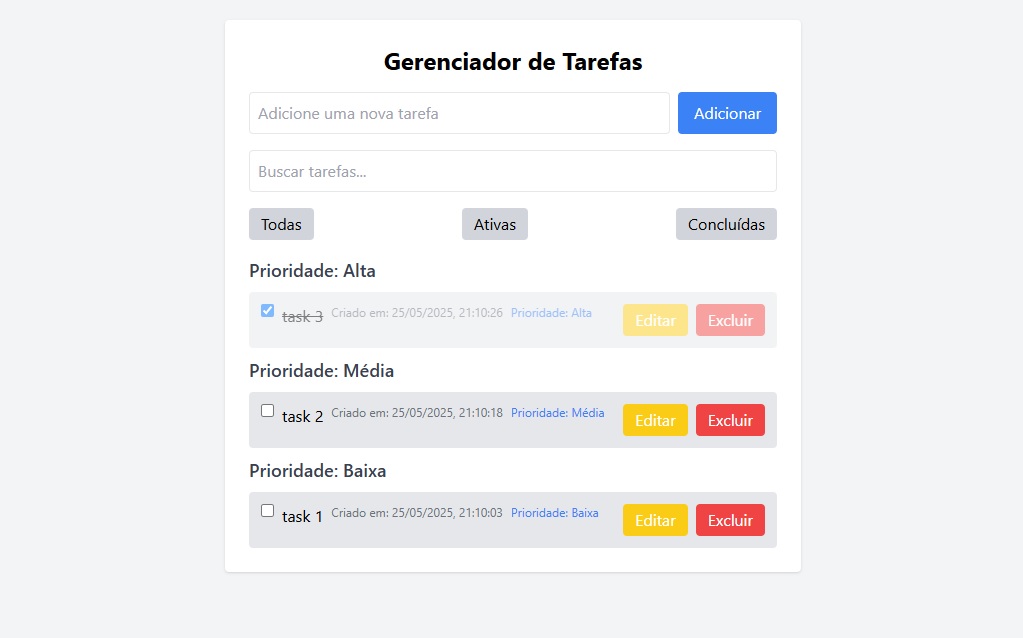 Gerenciador de Tarefas
Adicione uma nova tarefa Adicionar
Buscar tarefas...
Todas Ativas Concluídas
Prioridade: Alta
task 3 Criado em: 25/05/2025, 21:10:26 Prioridade: Alta Editar Excluir
Prioridade: Média
task 2 Criado em: 25/05/2025, 21:10:18 Prioridade: Média Editar Excluir
Prioridade: Baixa
task 1 Criado em: 25/05/2025, 21:10:03 Prioridade: Baixa Editar Excluir